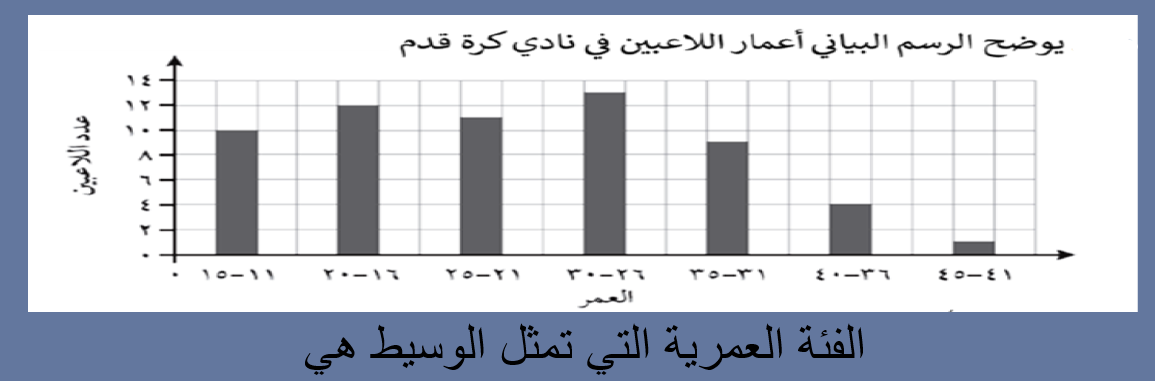 يوضح الرسم البياني أعمار اللاعبين في نادي كرة قدم
عدد اللاعبين
١٤
١٢
١٠
٨
٦
٤
٢
٠
٠ ١١–١٥ ١٦–٢٠ ٢١–٢٥ ٢٦–٣٠ ٣١–٣٥ ٣٦–٤٠ ٤١–٤٥
العمر
الفئة العمرية التي تمثل الوسيط هي